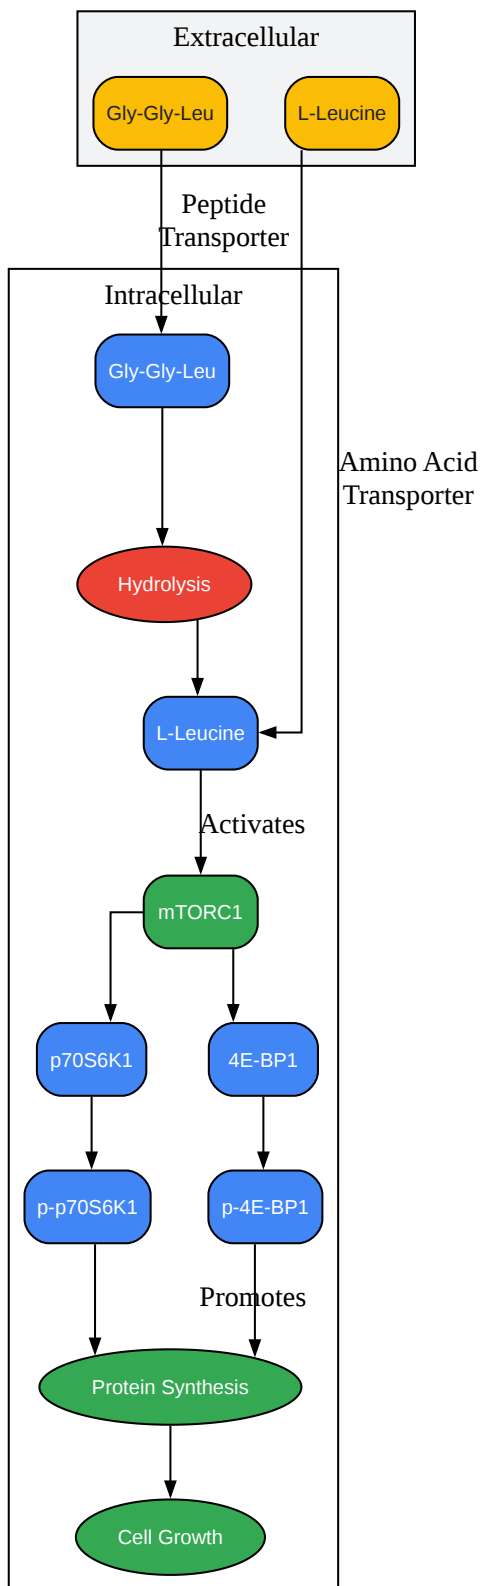 Extracellular
Gly-Gly-Leu
L-Leucine
Peptide
Transporter
Intracellular
Gly-Gly-Leu
Amino Acid
Transporter
Hydrolysis
L-Leucine
Activates
mTORC1
p70S6K1
4E-BP1
p-p70S6K1
p-4E-BP1
Promotes
Protein Synthesis
Cell Growth